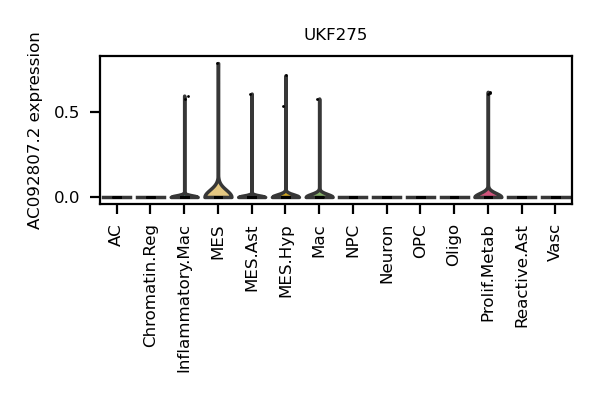 UKF275
AC092807.2 expression
0.5
0.0
AC
Chromatin.Reg
Inflammatory.Mac
MES
MES.Ast
MES.Hyp
Mac
NPC
Neuron
OPC
Oligo
Prolif.Metab
Reactive.Ast
Vasc